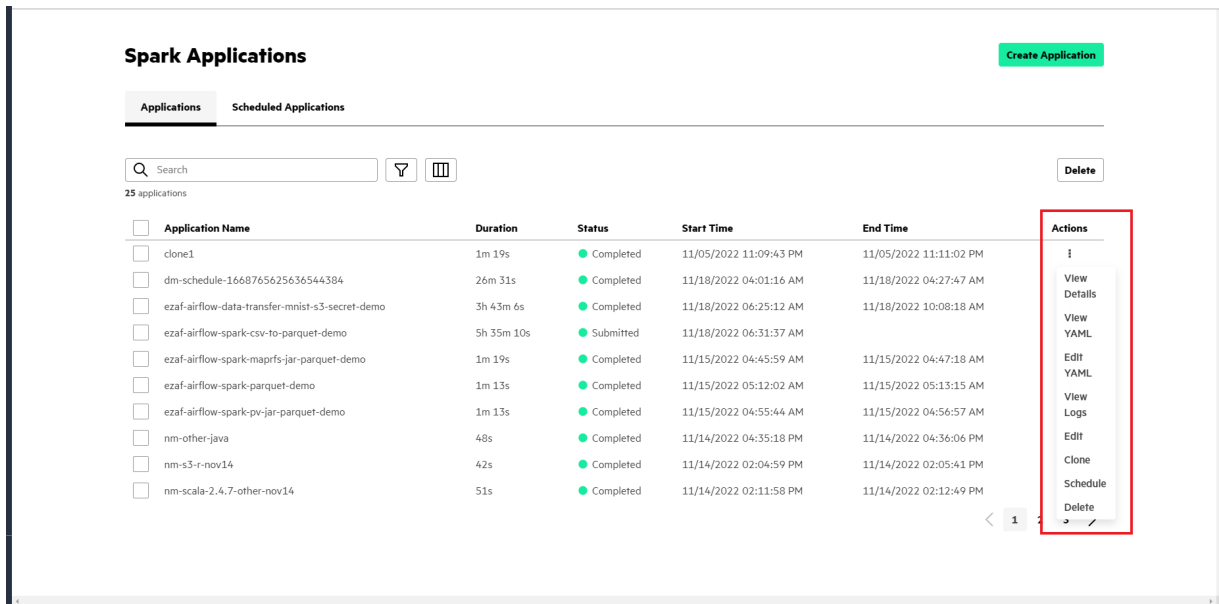 Spark Applications
Create Application
Applications
Scheduled Applications
Search
Delete
25 applications
Application Name Duration Status Start Time End Time Actions
clone1 1m 19s Completed 11/05/2022 11:09:43 PM 11/05/2022 11:11:02 PM
dm-schedule-1668765625636544384 26m 31s Completed 11/18/2022 04:01:16 AM 11/18/2022 04:27:47 AM
ezaf-airflow-data-transfer-mnist-s3-secret-demo 3h 43m 6s Completed 11/18/2022 06:25:12 AM 11/18/2022 10:08:18 AM
ezaf-airflow-spark-csv-to-parquet-demo 5h 35m 10s Submitted 11/18/2022 06:31:37 AM
ezaf-airflow-spark-maprfs-jar-parquet-demo 1m 19s Completed 11/15/2022 04:45:59 AM 11/15/2022 04:47:18 AM
ezaf-airflow-spark-parquet-demo 1m 13s Completed 11/15/2022 05:12:02 AM 11/15/2022 05:13:15 AM
ezaf-airflow-spark-pv-jar-parquet-demo 1m 13s Completed 11/15/2022 04:55:44 AM 11/15/2022 04:56:57 AM
nm-other-java 48s Completed 11/14/2022 04:35:18 PM 11/14/2022 04:36:06 PM
nm-s3-r-nov14 42s Completed 11/14/2022 02:04:59 PM 11/14/2022 02:05:41 PM
nm-scala-2.4.7-other-nov14 51s Completed 11/14/2022 02:11:58 PM 11/14/2022 02:12:49 PM
View
Details
View
YAML
Edit
YAML
View
Logs
Edit
Clone
Schedule
Delete
1 2 3